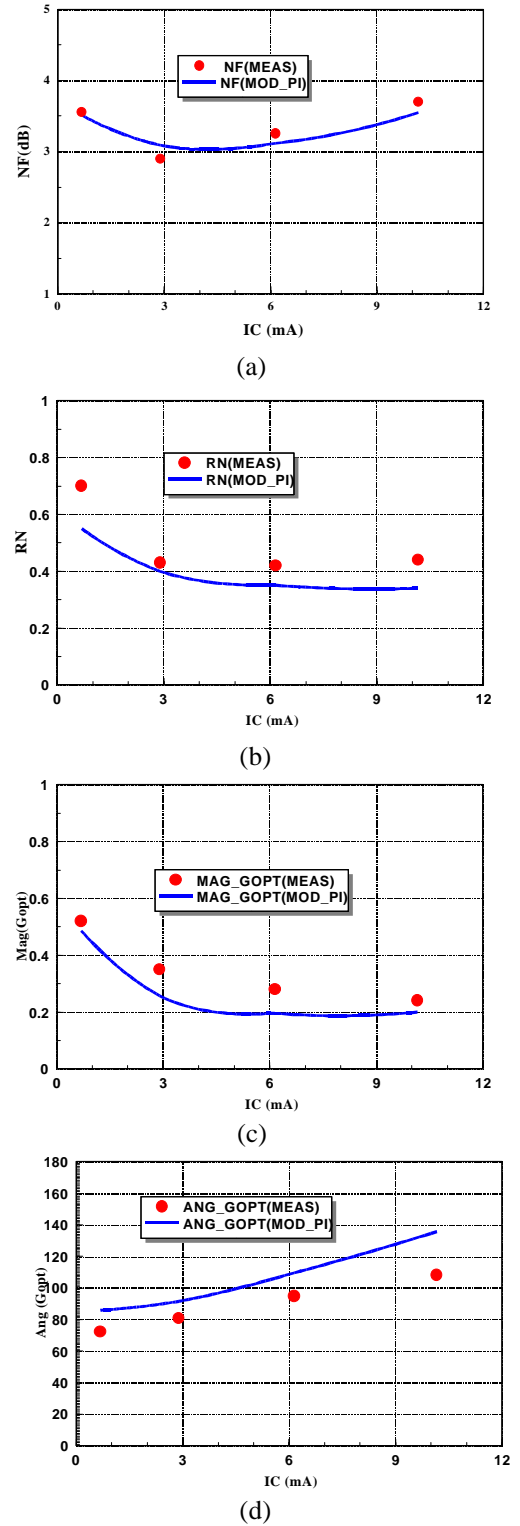 5
4
3
2
1
NF(dB)
NF(MEAS)
NF(MOD_PI)
0 3 6 9 12
IC (mA)
(a)
1
0.8
0.6
0.4
0.2
0
RN
RN(MEAS)
RN(MOD_PI)
0 3 6 9 12
IC (mA)
(b)
1
0.8
0.6
0.4
0.2
0
Mag(Gopt)
MAG_GOPT(MEAS)
MAG_GOPT(MOD_PI)
0 3 6 9 12
IC (mA)
(c)
180
160
140
120
100
80
60
40
20
0
Ang (Gopt)
ANG_GOPT(MEAS)
ANG_GOPT(MOD_PI)
0 3 6 9 12
IC (mA)
(d)